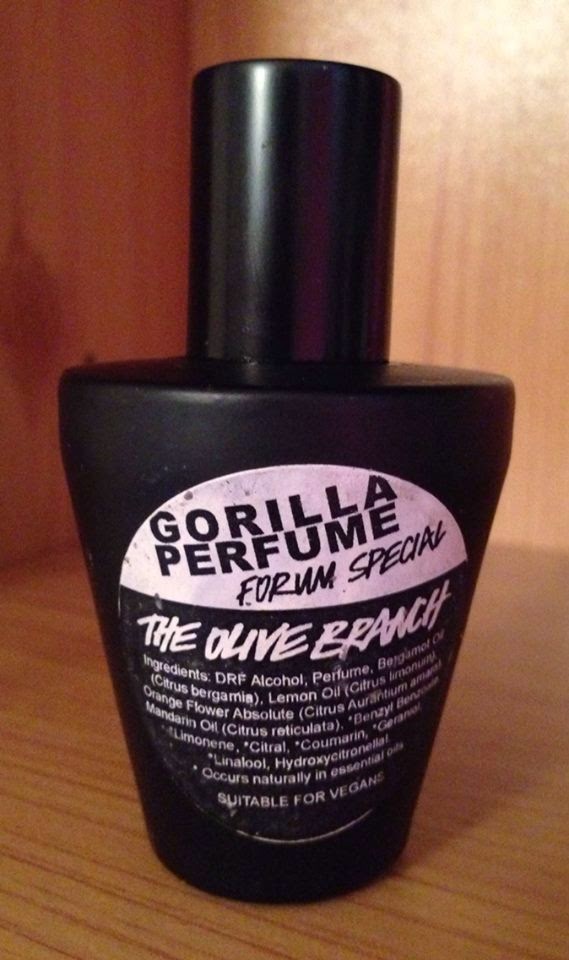 GORILLA
PERFUME
FORUM SPECIAL
THE OLIVE BRANCH
Ingredients: DRF Alcohol, Perfume, Bergamot Oil
(Citrus bergamia), Lemon Oil (Citrus limonum),
Orange Flower Absolute (Citrus Aurantium amara),
Mandarin Oil (Citrus reticulata), *Benzyl Benzoate,
*Limonene, *Citral, *Coumarin, *Geraniol,
*Linalool, Hydroxycitronellal.
* Occurs naturally in essential oils
SUITABLE FOR VEGANS